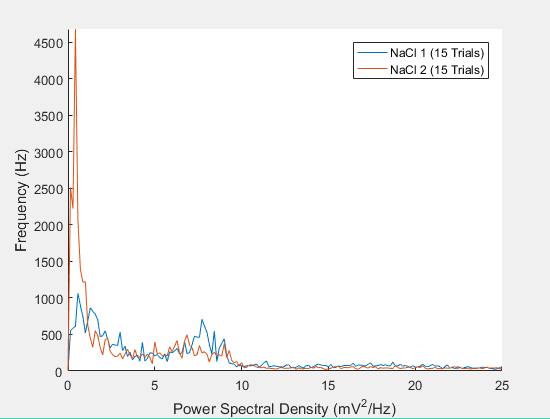 4500
4000
3500
3000
2500
2000
1500
1000
500
0
Frequency (Hz)
NaCl 1 (15 Trials)
NaCl 2 (15 Trials)
0 5 10 15 20 25
Power Spectral Density (mV²/Hz)